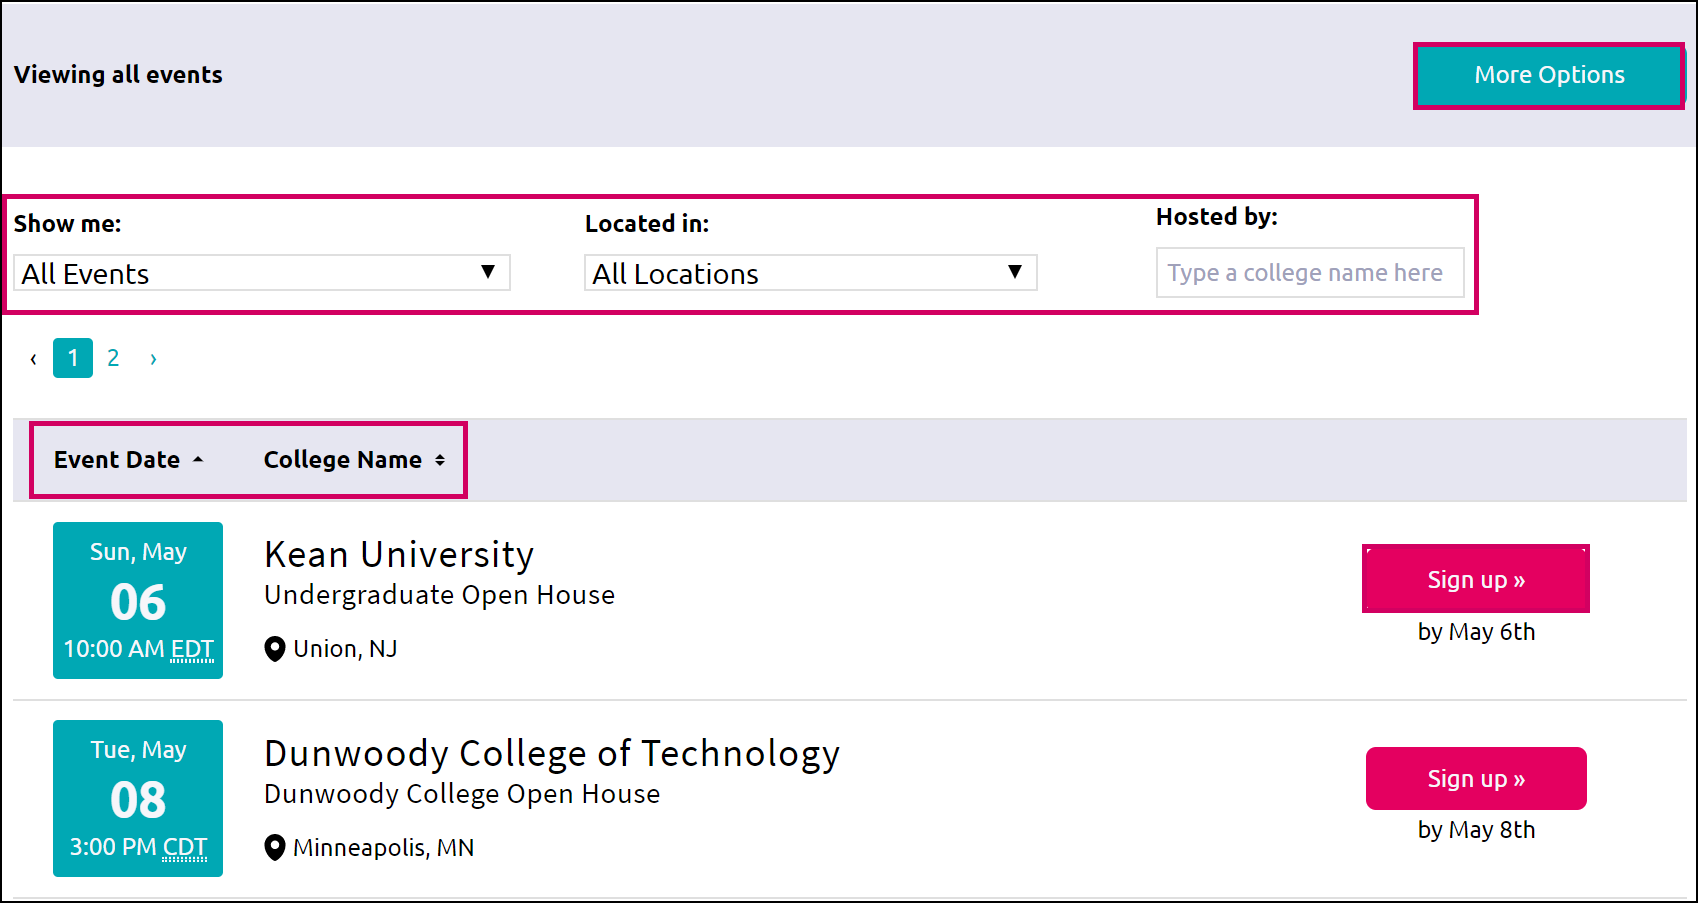 Viewing all events
More Options
Show me:
Located in:
Hosted by:
All Events ▼
All Locations ▼
Type a college name here
‹ 1 2 ›
Event Date
College Name
Sun, May
06
10:00 AM EDT
Kean University
Undergraduate Open House
Union, NJ
Sign up »
by May 6th
Tue, May
08
3:00 PM CDT
Dunwoody College of Technology
Dunwoody College Open House
Minneapolis, MN
Sign up »
by May 8th